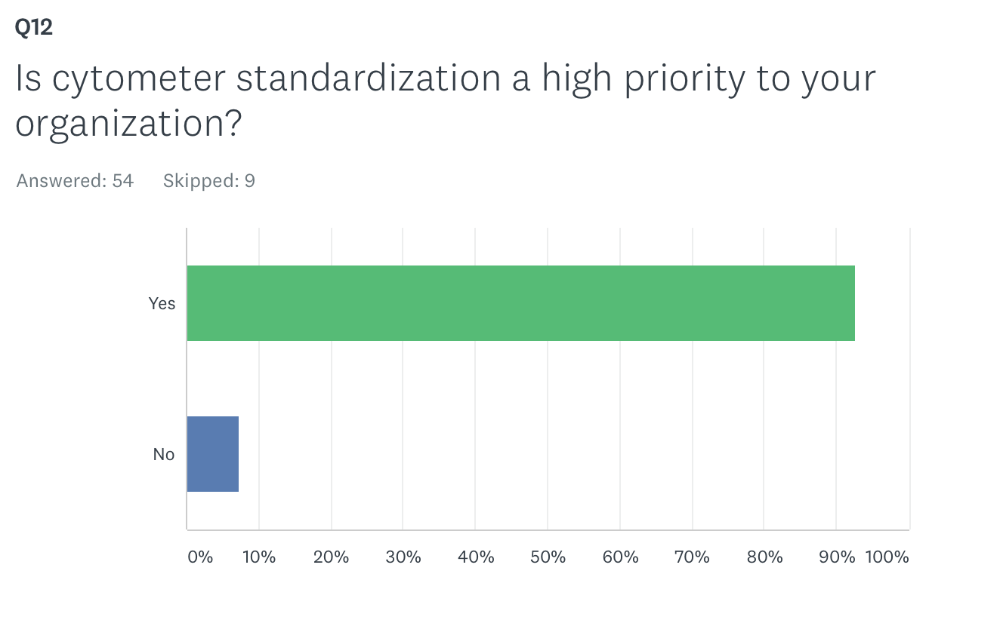 Q12
Is cytometer standardization a high priority to your
organization?
Answered: 54 Skipped: 9
Yes
No
0% 10% 20% 30% 40% 50% 60% 70% 80% 90% 100%